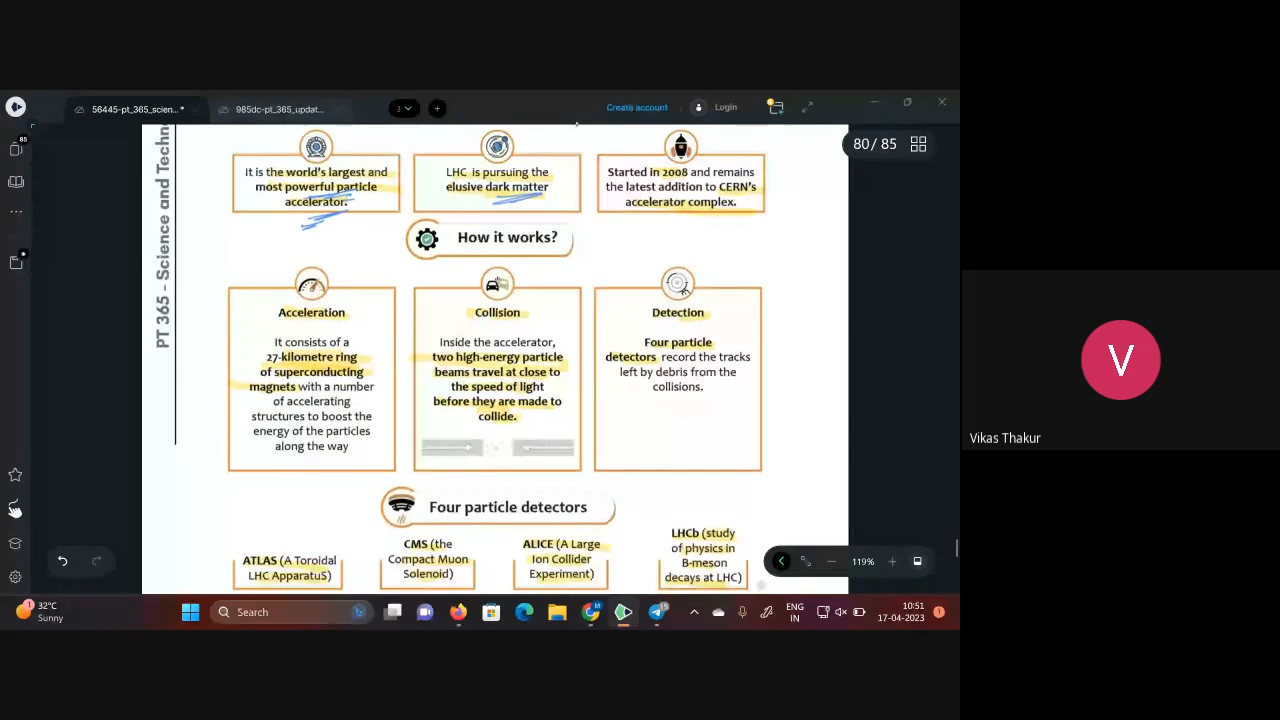 56445-pt_365_scien...*
985dc-pt_365_updat...
2
Create account
Login
85
80 / 85
PT 365 - Science and Techn
It is the world's largest and
most powerful particle
accelerator.
LHC is pursuing the
elusive dark matter
Started in 2008 and remains
the latest addition to CERN's
accelerator complex.
How it works?
Acceleration
It consists of a
27-kilometre ring
of superconducting
magnets with a number
of accelerating
structures to boost the
energy of the particles
along the way
Collision
Inside the accelerator,
two high-energy particle
beams travel at close to
the speed of light
before they are made to
collide.
Detection
Four particle
detectors record the tracks
left by debris from the
collisions.
Four particle detectors
ATLAS (A Toroidal
LHC ApparatuS)
CMS (the
Compact Muon
Solenoid)
ALICE (A Large
Ion Collider
Experiment)
LHCb (study
of physics in
B-meson
decays at LHC)
119%
V
Vikas Thakur
1
32°C
Sunny
Search
ENG
IN
10:51
17-04-2023
1